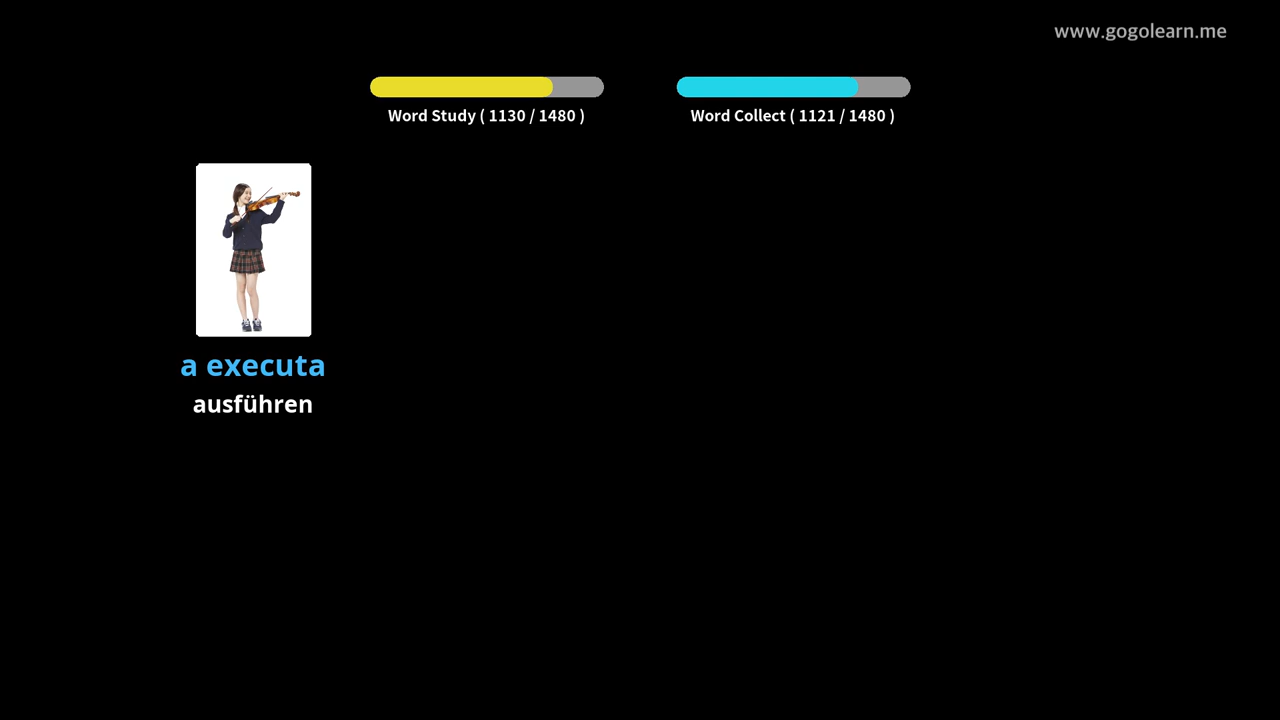 www.gogolearn.me
Word Study ( 1130 / 1480 )
Word Collect ( 1121 / 1480 )
a executa
ausführen